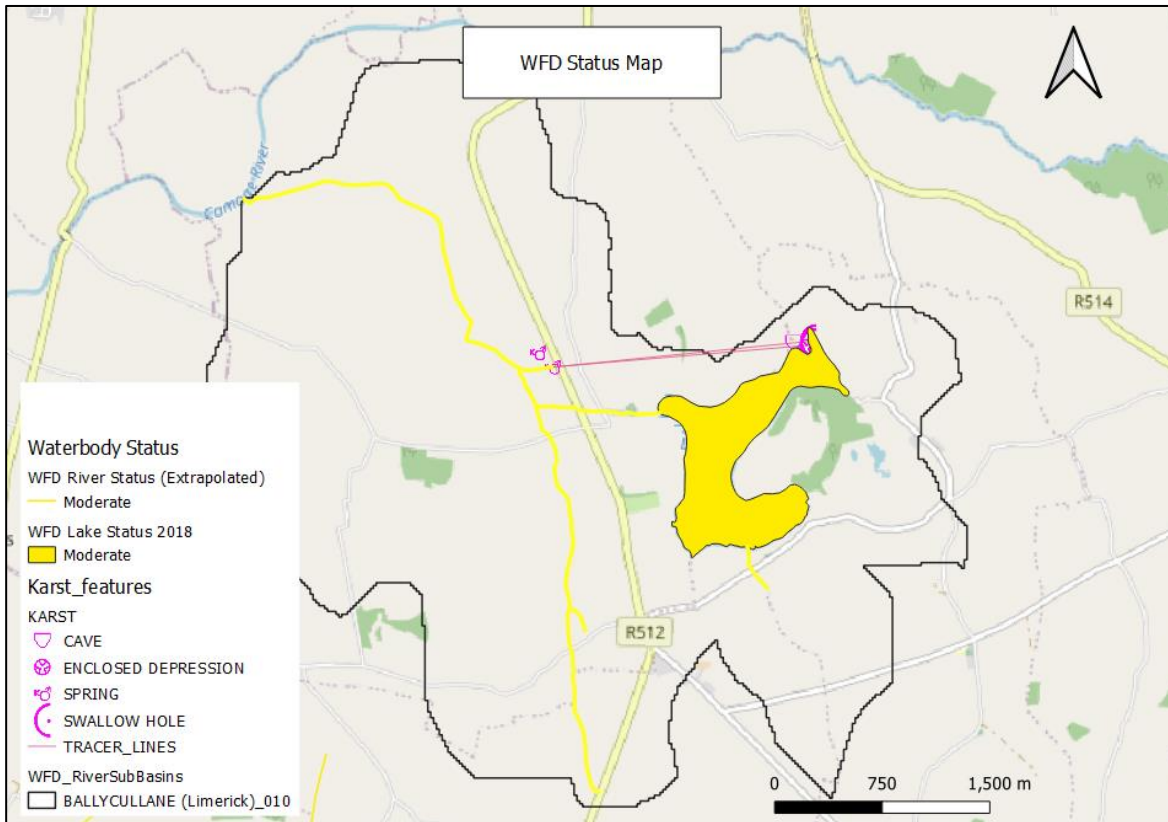 WFD Status Map
Camoge River
R514
R512
Waterbody Status
WFD River Status (Extrapolated)
Moderate
WFD Lake Status 2018
Moderate
Karst_features
KARST
CAVE
ENCLOSED DEPRESSION
SPRING
SWALLOW HOLE
TRACER_LINES
WFD_RiverSubBasins
BALLYCULLANE (Limerick)_010
0 750 1,500 m